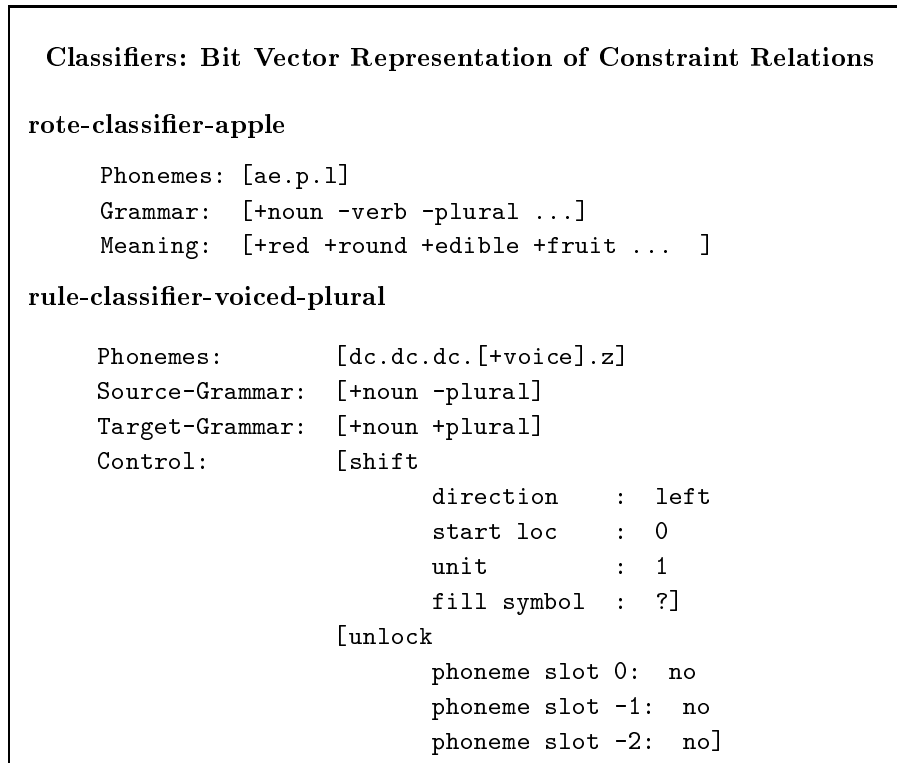 Classifiers: Bit Vector Representation of Constraint Relations
rote-classifier-apple
Phonemes: [ae.p.l]
Grammar: [+noun -verb -plural ...]
Meaning: [+red +round +edible +fruit ... ]
rule-classifier-voiced-plural
Phonemes: [dc.dc.dc.[+voice].z]
Source-Grammar: [+noun -plural]
Target-Grammar: [+noun +plural]
Control: [shift
direction : left
start loc : 0
unit : 1
fill symbol : ?]
[unlock
phoneme slot 0: no
phoneme slot -1: no
phoneme slot -2: no]